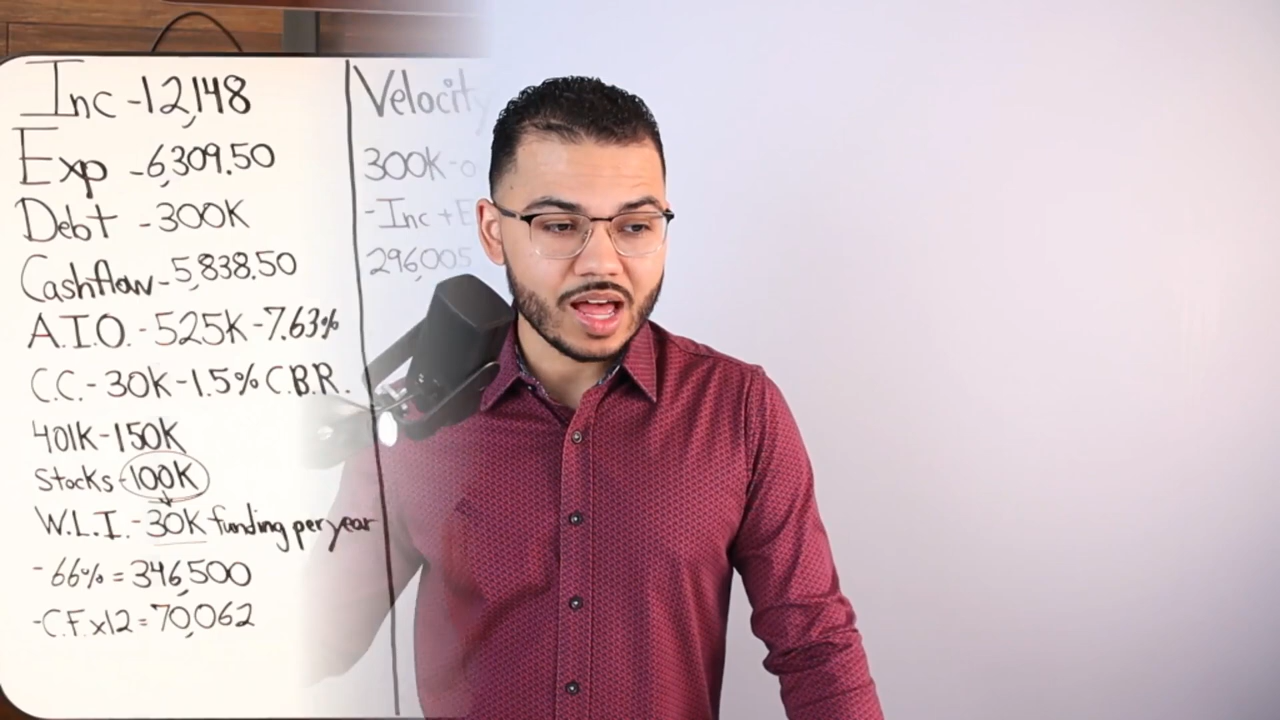 Inc -12,148
Exp -6,309.50
Debt -300K
Cashflow -5,838.50
A.I.O. -525K -7.63%
C.C. -30K -1.5% C.B.R.
401K-150K
Stocks -100K
W.L.I. -30K funding per year
-66% = 346,500
-C.F. x12 = 70,062
Velocity
300K-
-Inc + E
296,005